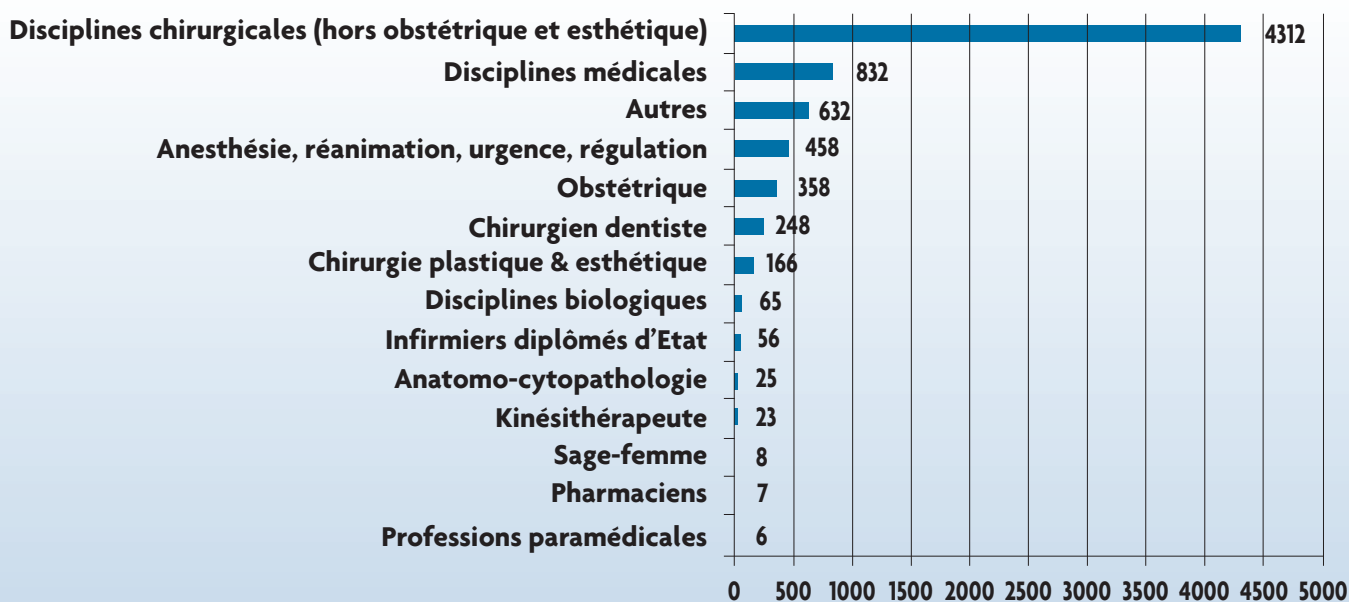 Disciplines chirurgicales (hors obstétrique et esthétique) 4312
Disciplines médicales 832
Autres 632
Anesthésie, réanimation, urgence, régulation 458
Obstétrique 358
Chirurgien dentiste 248
Chirurgie plastique & esthétique 166
Disciplines biologiques 65
Infirmiers diplômés d'Etat 56
Anatomo-cytopathologie 25
Kinésithérapeute 23
Sage-femme 8
Pharmaciens 7
Professions paramédicales 6
0 500 1000 1500 2000 2500 3000 3500 4000 4500 5000